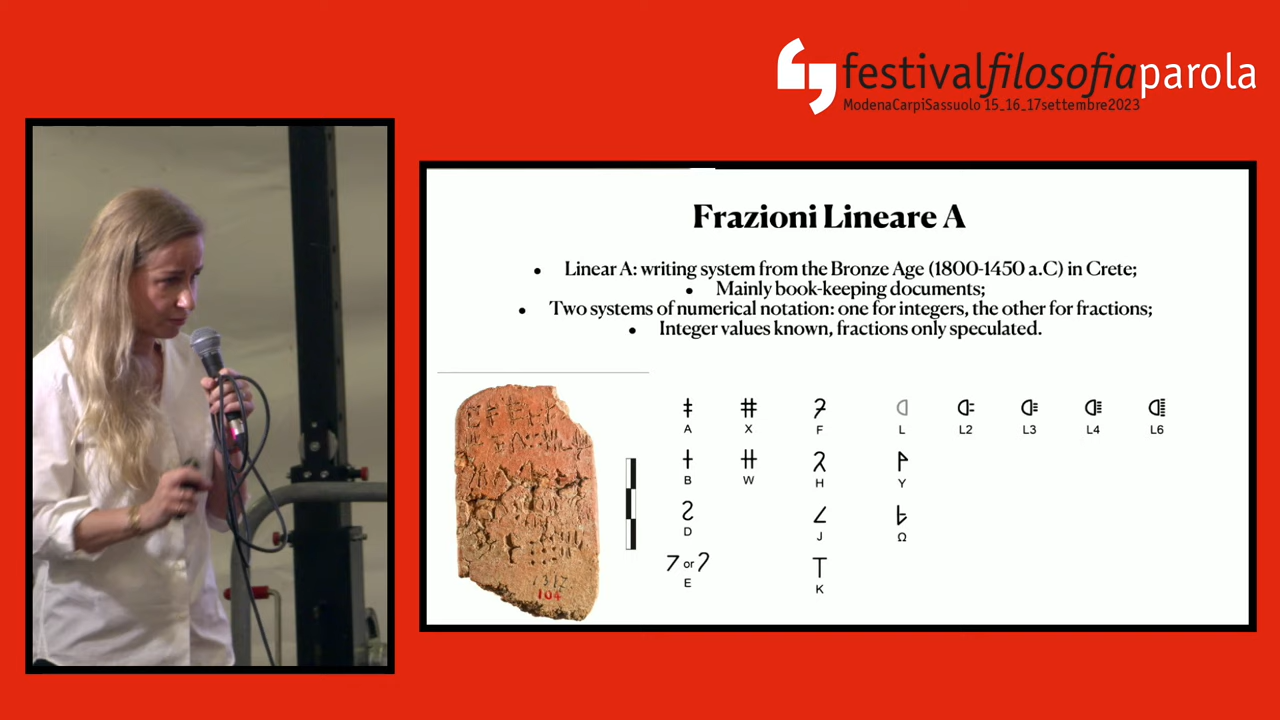 festivalfilosofiaparola
ModenaCarpiSassuolo 15_16_17settembre2023
Frazioni Lineare A
• Linear A: writing system from the Bronze Age (1800-1450 a.C) in Crete;
• Mainly book-keeping documents;
• Two systems of numerical notation: one for integers, the other for fractions;
• Integer values known, fractions only speculated.
A X F L L2 L3 L4 L6
B W H Y
D J Ω
or
E K
1312
104